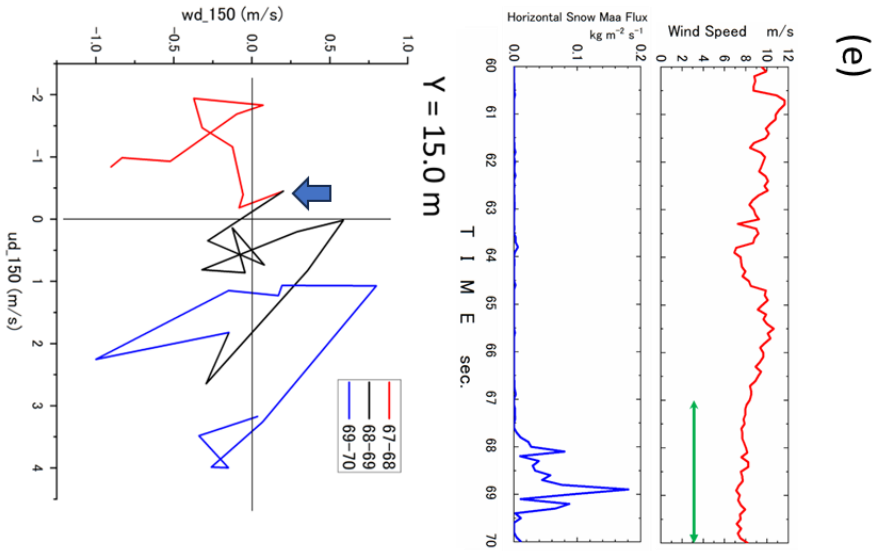 (e)
Wind Speed m/s
0 2 4 6 8 10 12
Horizontal Snow Maa Flux
kg m⁻² s⁻¹
0.0 0.1 0.2
60
61
62
63
64
65
66
67
68
69
70
T I M E sec.
Y = 15.0 m
wd_150 (m/s)
-1.0 -0.5 0.0 0.5 1.0
-2
-1
0
1
2
3
4
ud_150 (m/s)
67-68
68-69
69-70